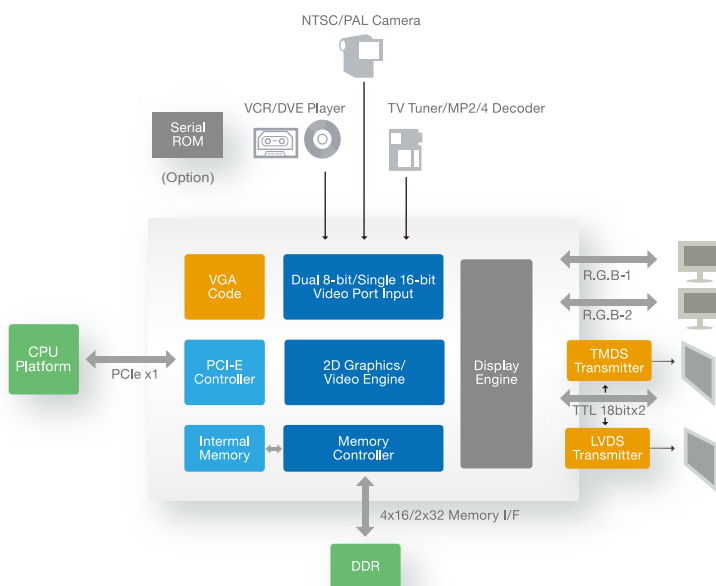 NTSC/PAL Camera
VCR/DVE Player
TV Tuner/MP2/4 Decoder
Serial
ROM
(Option)
VGA
Code
Dual 8-bit/Single 16-bit
Video Port Input
R.G.B-1
R.G.B-2
CPU
Platform
PCIe x1
PCI-E
Controller
2D Graphics/
Video Engine
Display
Engine
TMDS
Transmitter
TTL 18bitx2
Internal
Memory
Memory
Controller
LVDS
Transmitter
4x16/2x32 Memory I/F
DDR